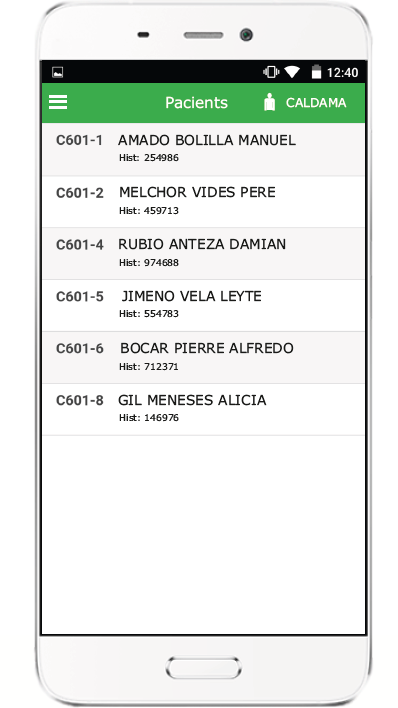 12:40
Pacients CALDAMA
C601-1 AMADO BOLILLA MANUEL
Hist: 254986
C601-2 MELCHOR VIDES PERE
Hist: 459713
C601-4 RUBIO ANTEZA DAMIAN
Hist: 974688
C601-5 JIMENO VELA LEYTE
Hist: 554783
C601-6 BOCAR PIERRE ALFREDO
Hist: 712371
C601-8 GIL MENESES ALICIA
Hist: 146976